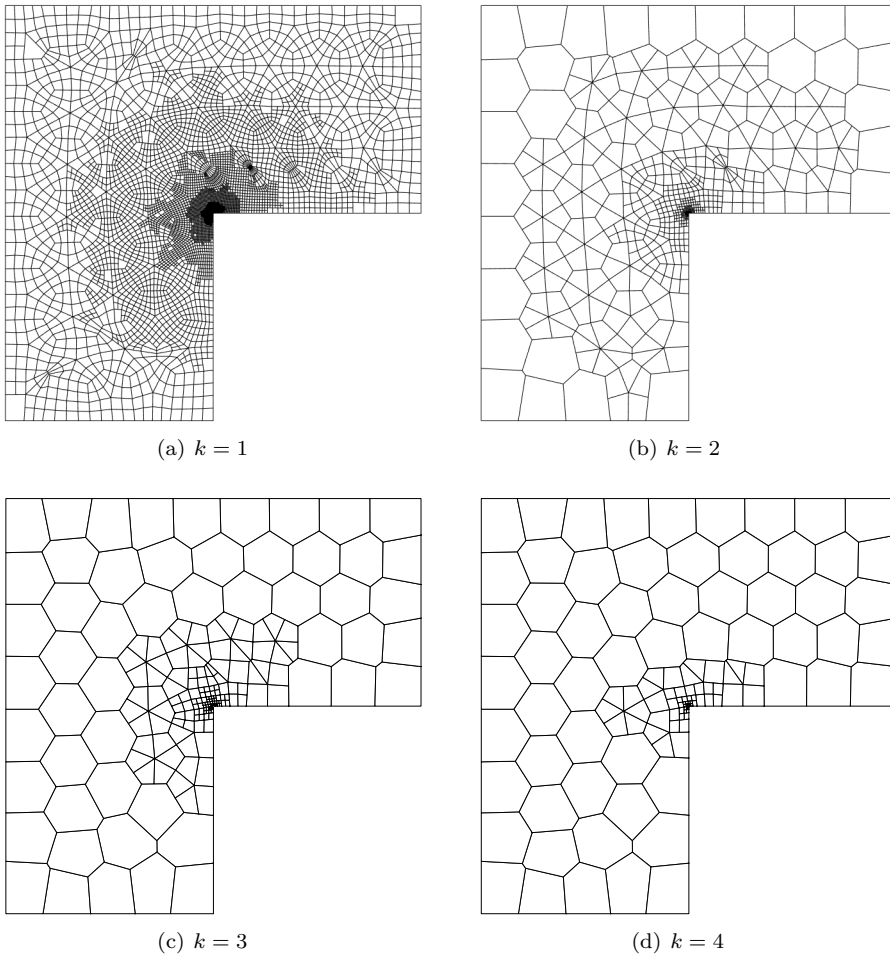 (a) k = 1
(b) k = 2
(c) k = 3
(d) k = 4